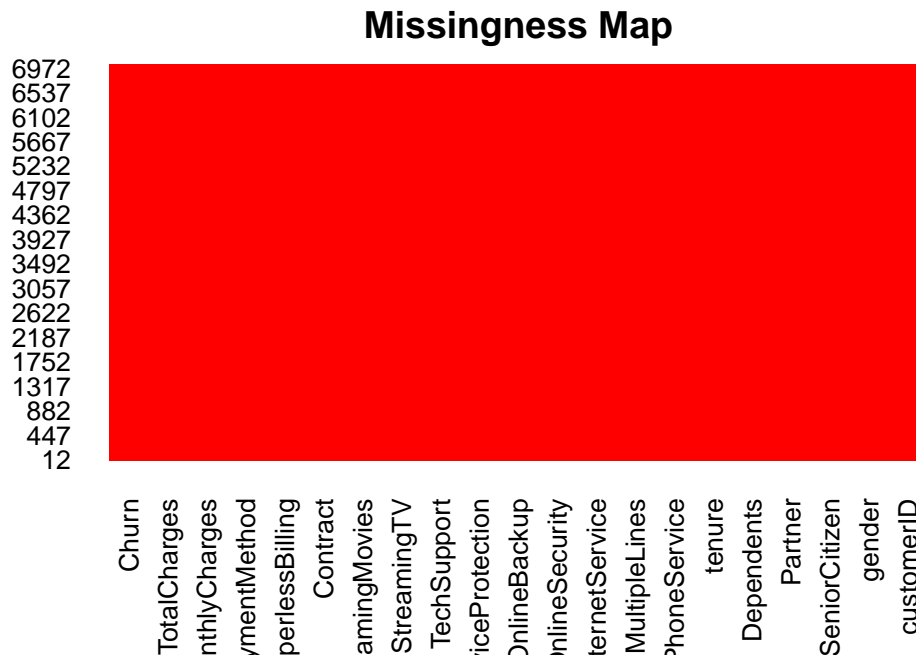 Missingness Map
6972
6537
6102
5667
5232
4797
4362
3927
3492
3057
2622
2187
1752
1317
882
447
12
Churn
TotalCharges
nthlyCharges
ymentMethod
perlessBilling
Contract
amingMovies
StreamingTV
TechSupport
viceProtection
OnlineBackup
OnlineSecurity
ternetService
MultipleLines
PhoneService
tenure
Dependents
Partner
SeniorCitizen
gender
customerID